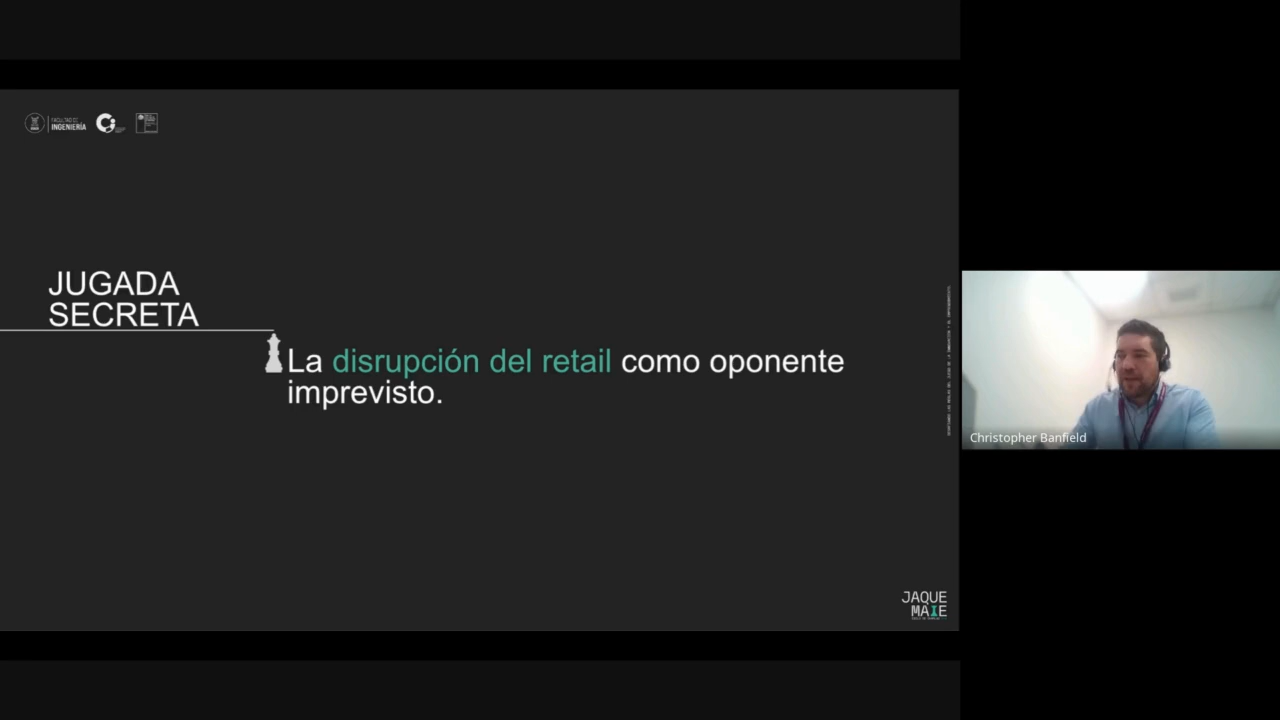 FACULTAD DE
INGENIERÍA
JUGADA
SECRETA
La disrupción del retail como oponente
imprevisto.
Christopher Banfield
JAQUE
MATE